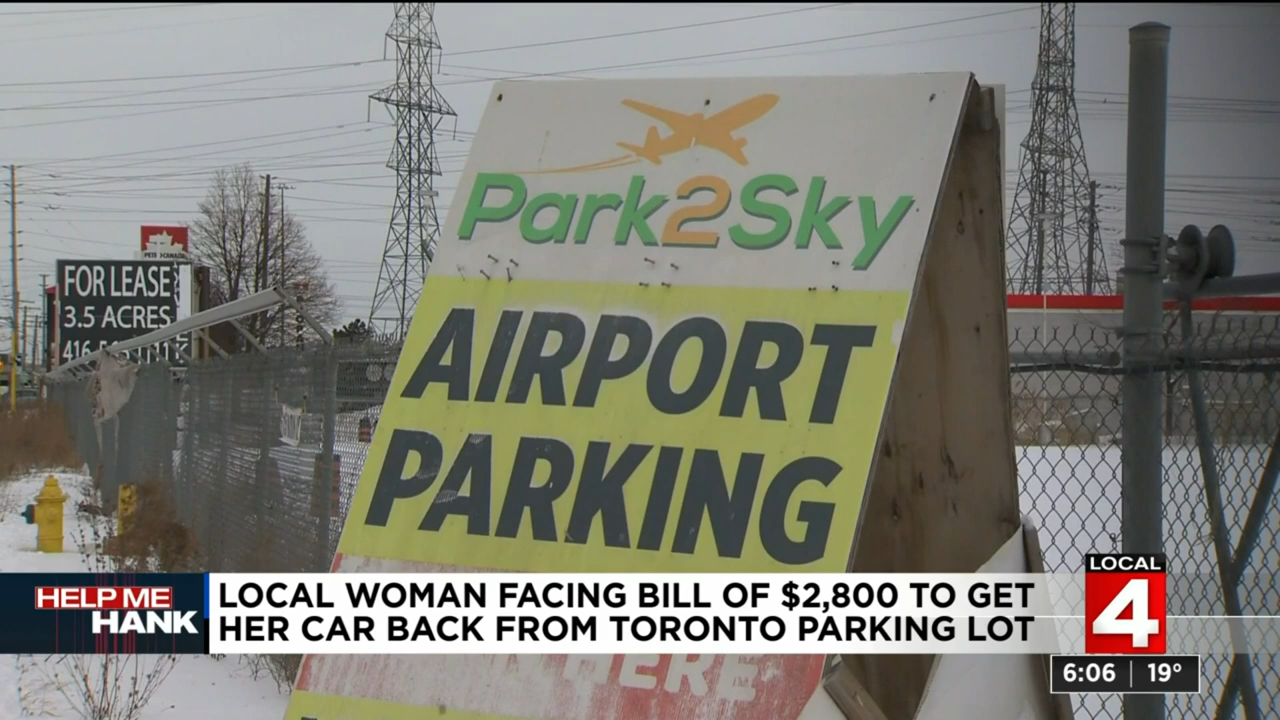 Park2Sky
AIRPORT
PARKING
HERE
FOR LEASE
3.5 ACRES
HELP ME
HANK
LOCAL WOMAN FACING BILL OF $2,800 TO GET
HER CAR BACK FROM TORONTO PARKING LOT
LOCAL
4
6:06 19°